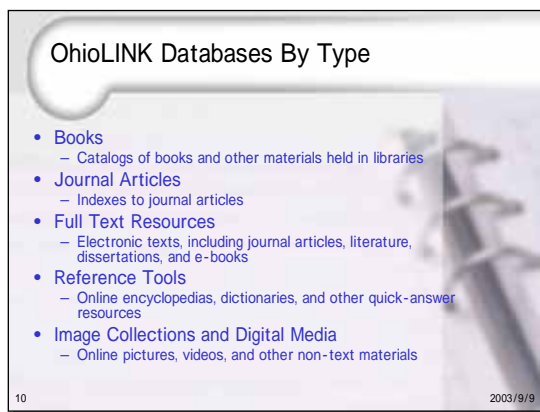 OhioLINK Databases By Type
• Books
– Catalogs of books and other materials held in libraries
• Journal Articles
– Indexes to journal articles
• Full Text Resources
– Electronic texts, including journal articles, literature,
dissertations, and e-books
• Reference Tools
– Online encyclopedias, dictionaries, and other quick-answer
resources
• Image Collections and Digital Media
– Online pictures, videos, and other non-text materials
10
2003/9/9